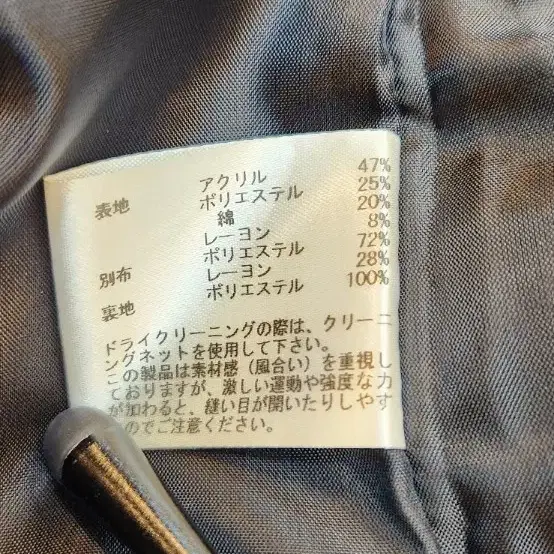 表地 アクリル 47%
ポリエステル 25%
綿 20%
レーヨン 8%
別布 ポリエステル 72%
レーヨン 28%
裏地 ポリエステル 100%
ドライクリーニングの際は、クリーニ
ングネットを使用して下さい。
この製品は素材感（風合い）を重視し
ておりますが、激しい運動や強度な力
が加わると、縫い目が開いたりしやす
のでご注意ください。